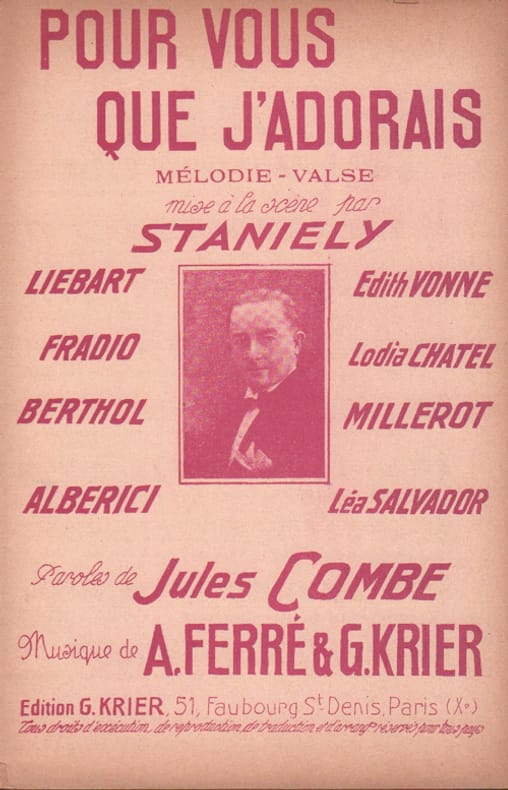 POUR VOUS
QUE J'ADORAIS
MÉLODIE - VALSE
mise à la scène par
STANIELY
LIEBART
Edith VONNE
FRADIO
Lodia CHATEL
BERTHOL
MILLEROT
ALBERICI
Léa SALVADOR
Paroles de Jules COMBE
Musique de A. FERRÉ & G. KRIER
Edition G. KRIER, 51, Faubourg St Denis, Paris (Xe)
Tous droits d'exécution, de reproduction, de traduction et d'arrangts réservés pour tous pays